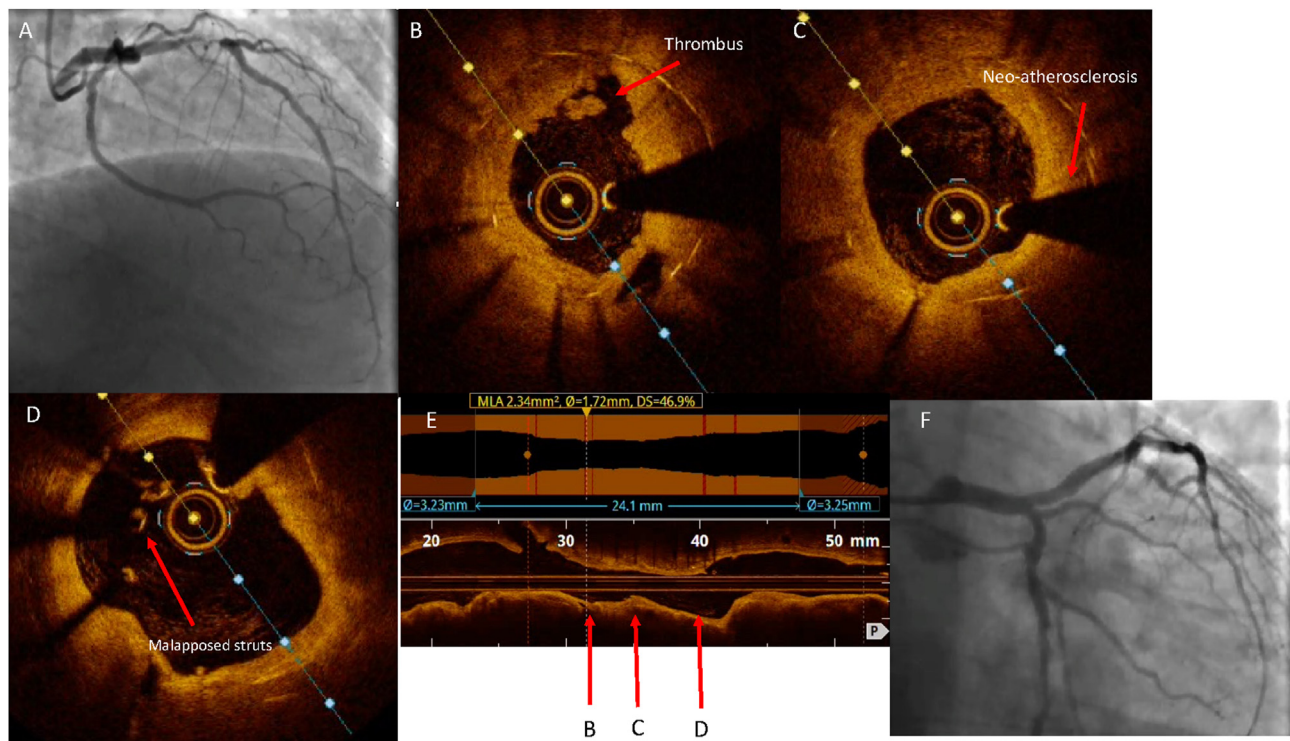 A
B
Thrombus
C
Neo-atherosclerosis
D
Malapposed struts
E
MLA 2.34mm², Ø=1.72mm, DS=46.9%
Ø=3.23mm
24.1 mm
Ø=3.25mm
20 30 40 50 mm
P
B C D
F